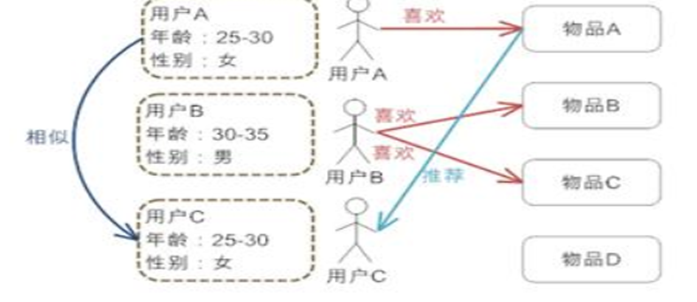 用户A
年龄：25-30
性别：女
用户A
喜欢
物品A
相似
用户B
年龄：30-35
性别：男
用户B
喜欢
喜欢
物品B
推荐
物品C
用户C
年龄：25-30
性别：女
用户C
物品D